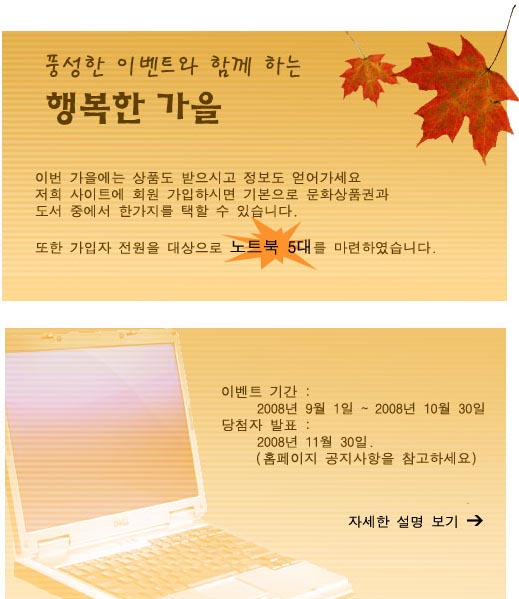 풍성한 이벤트와 함께 하는
행복한 가을
이번 가을에는 상품도 받으시고 정보도 얻어가세요
저희 사이트에 회원 가입하시면 기본으로 문화상품권과
도서 중에서 한가지를 택할 수 있습니다.
또한 가입자 전원을 대상으로 노트북 5대를 마련하였습니다.
이벤트 기간 :
2008년 9월 1일 ~ 2008년 10월 30일
당첨자 발표 :
2008년 11월 30일.
(홈페이지 공지사항을 참고하세요)
DELL
자세한 설명 보기 ➔